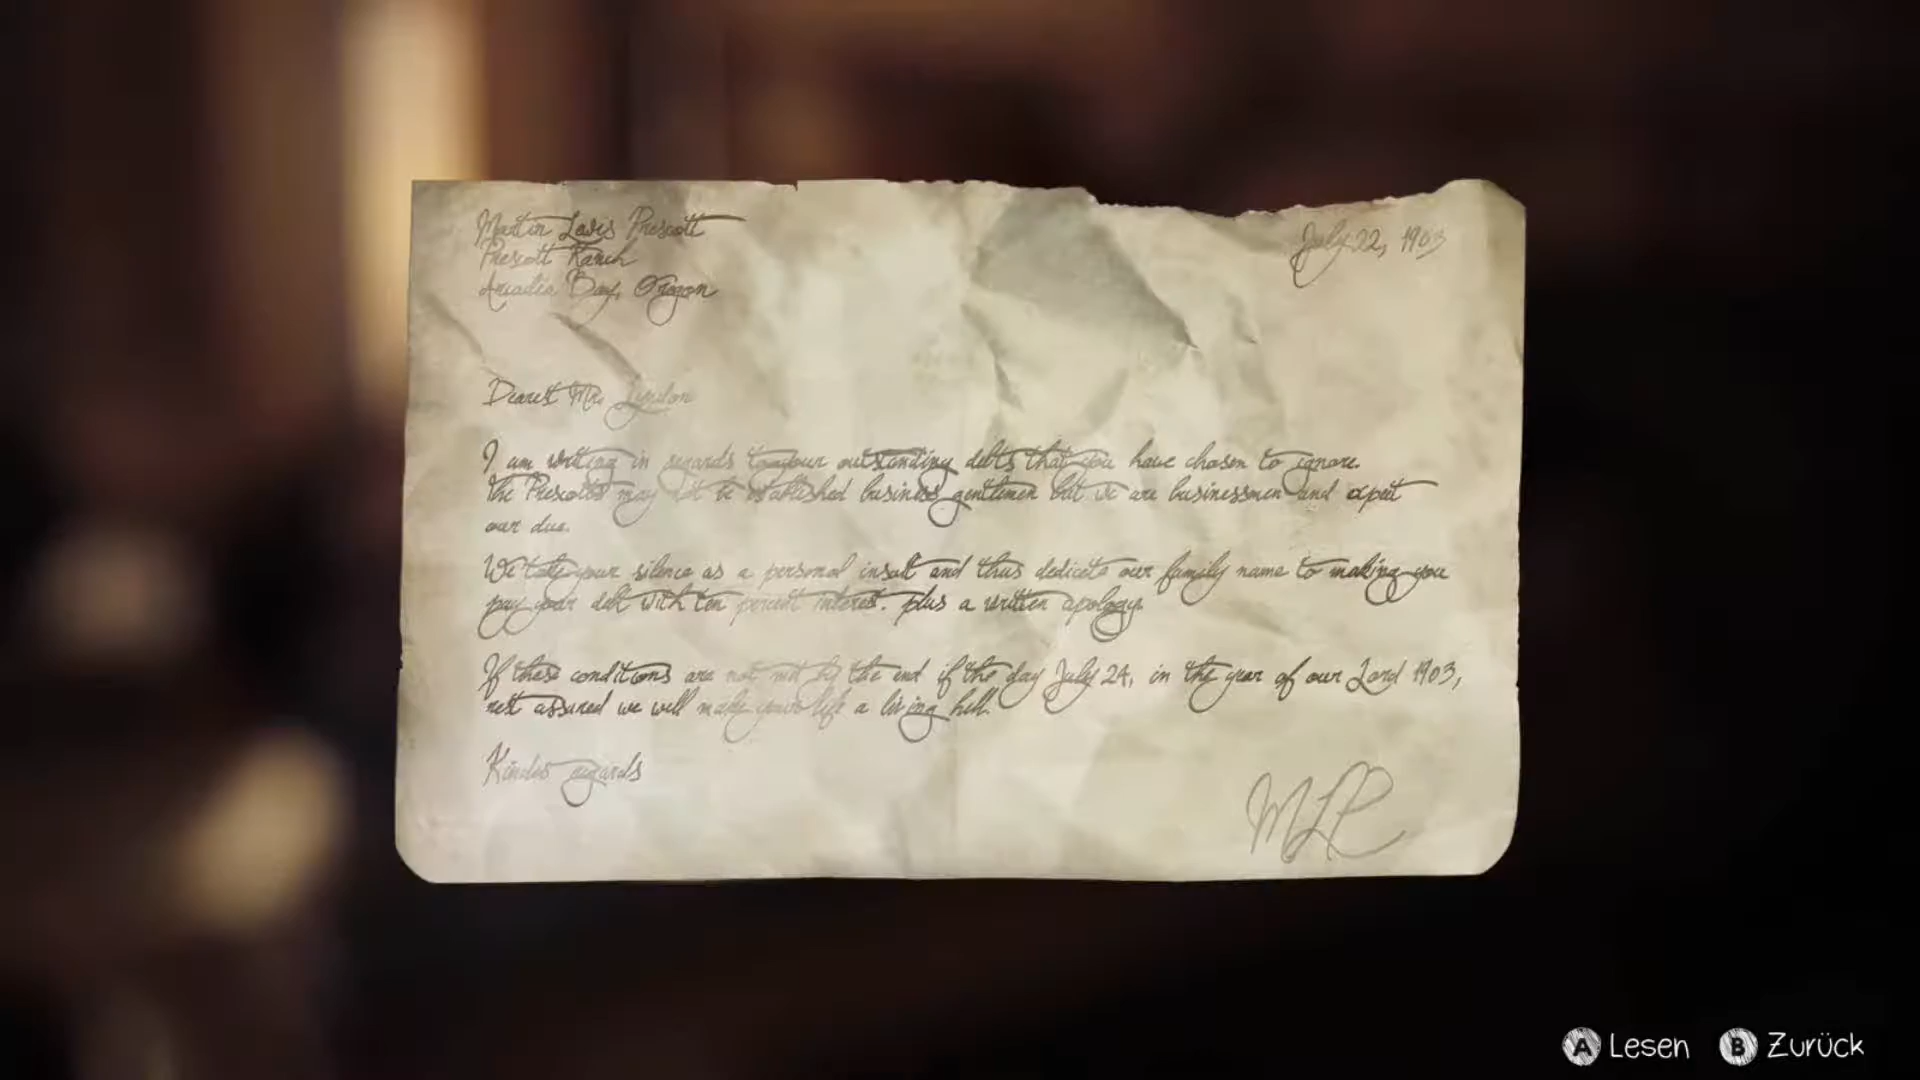 Martin Lewis Prescott
Prescott Ranch
Arcadia Bay, Oregon
July 22, 1903
Dearest Mr. Lyndon
I am writing in regards to your outstanding debts that you have chosen to ignore.
The Prescotts may not be established business gentlemen but we are businessmen and expect
our due.
We take your silence as a personal insult and thus dedicate our family name to making you
pay your debt with ten percent interest. plus a written apology.
If these conditions are not met by the end if the day July 24, in the year of our Lord 1903,
rest assured we will make your life a living hell.
Kindest regards
MLP
A Lesen B Zurück